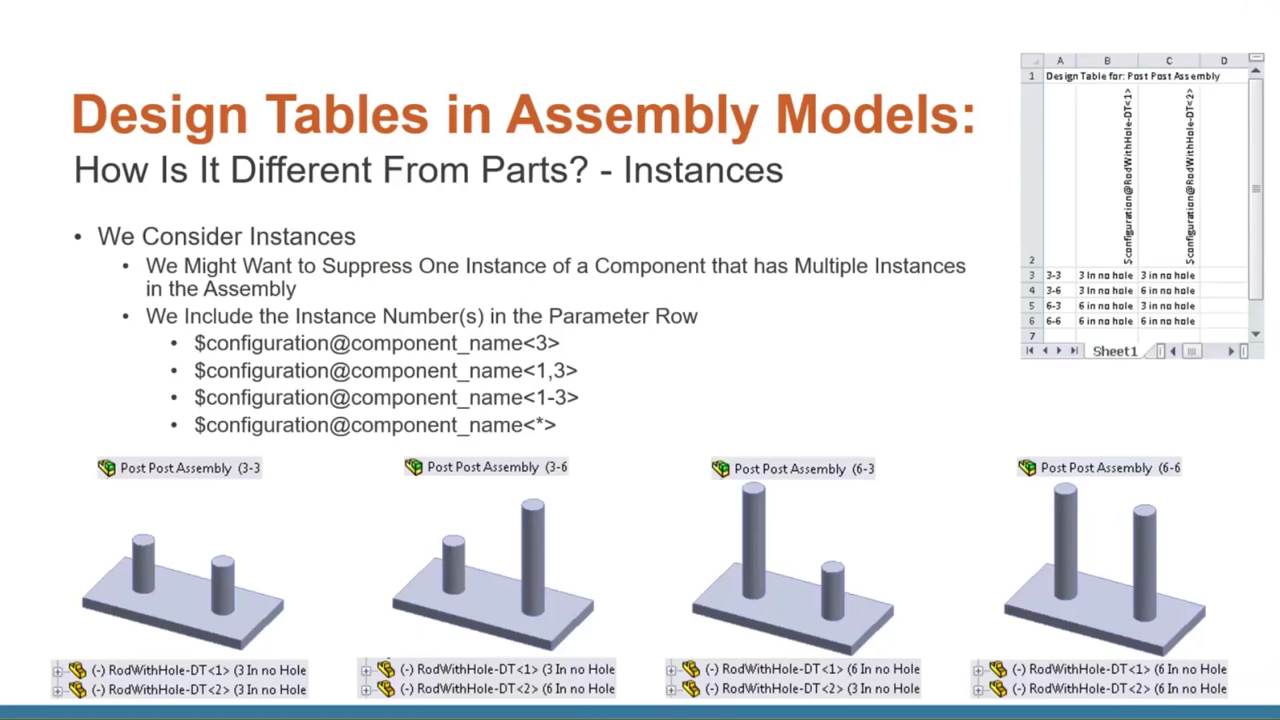 Design Tables in Assembly Models:
How Is It Different From Parts? - Instances
• We Consider Instances
• We Might Want to Suppress One Instance of a Component that has Multiple Instances
in the Assembly
• We Include the Instance Number(s) in the Parameter Row
• $configuration@component_name<3>
• $configuration@component_name<1,3>
• $configuration@component_name<1-3>
• $configuration@component_name<*>
A B C D
1 Design Table for: Post Post Assembly
2 $configuration@RodWithHole-DT<1> $configuration@RodWithHole-DT<2>
3 3-3 3 In no hole 3 in no hole
4 3-6 3 In no hole 6 in no hole
5 6-3 6 in no hole 3 in no hole
6 6-6 6 in no hole 6 in no hole
7
Sheet1
Post Post Assembly (3-3
Post Post Assembly (3-6
Post Post Assembly (6-3
Post Post Assembly (6-6
(-) RodWithHole-DT<1> (3 In no Hole
(-) RodWithHole-DT<2> (3 In no Hole
(-) RodWithHole-DT<1> (3 In no Hole
(-) RodWithHole-DT<2> (6 In no Hole
(-) RodWithHole-DT<1> (6 In no Hole
(-) RodWithHole-DT<2> (3 In no Hole
(-) RodWithHole-DT<1> (6 In no Hole
(-) RodWithHole-DT<2> (6 In no Hole